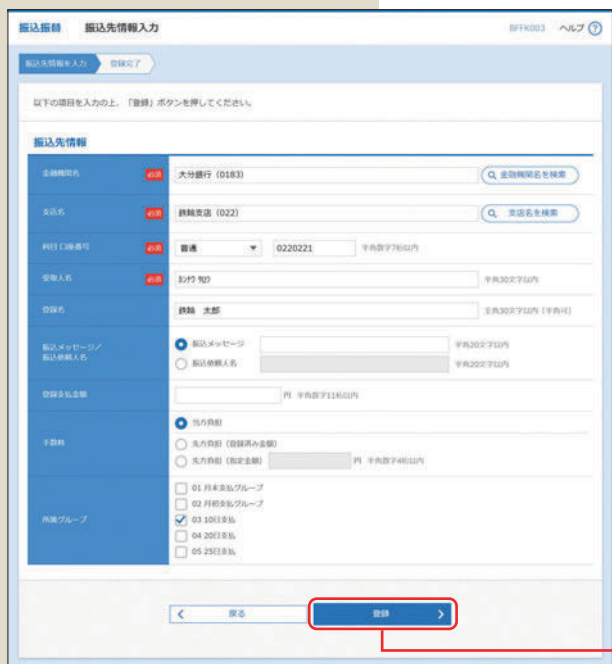 振込振替 振込先情報入力 BFFK003 ヘルプ ?
振込先情報を入力 登録完了
以下の項目を入力の上、「登録」ボタンを押してください。
振込先情報
金融機関名 必須 大分銀行 (0183) 金融機関名を検索
支店名 必須 鉄輪支店 (022) 支店名を検索
科目口座番号 必須 普通 0220221 半角数字7桁以内
受取人名 必須 カンナワ タロウ 半角30文字以内
登録名 鉄輪 太郎 全角30文字以内 [半角可]
振込メッセージ/
振込依頼人名
振込メッセージ 半角20文字以内
振込依頼人名 半角20文字以内
登録支払金額 円 半角数字11桁以内
手数料
当方負担
先方負担 (登録済み金額)
先方負担 (指定金額) 円 半角数字4桁以内
所属グループ
01 月末支払グループ
02 月初支払グループ
03 10日支払
04 20日支払
05 25日支払
戻る 登録